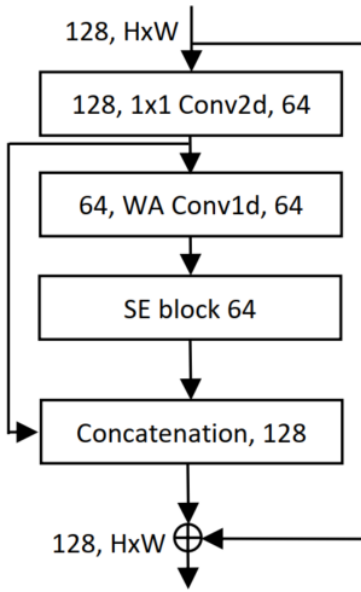 128, HxW
128, 1x1 Conv2d, 64
64, WA Conv1d, 64
SE block 64
Concatenation, 128
128, HxW